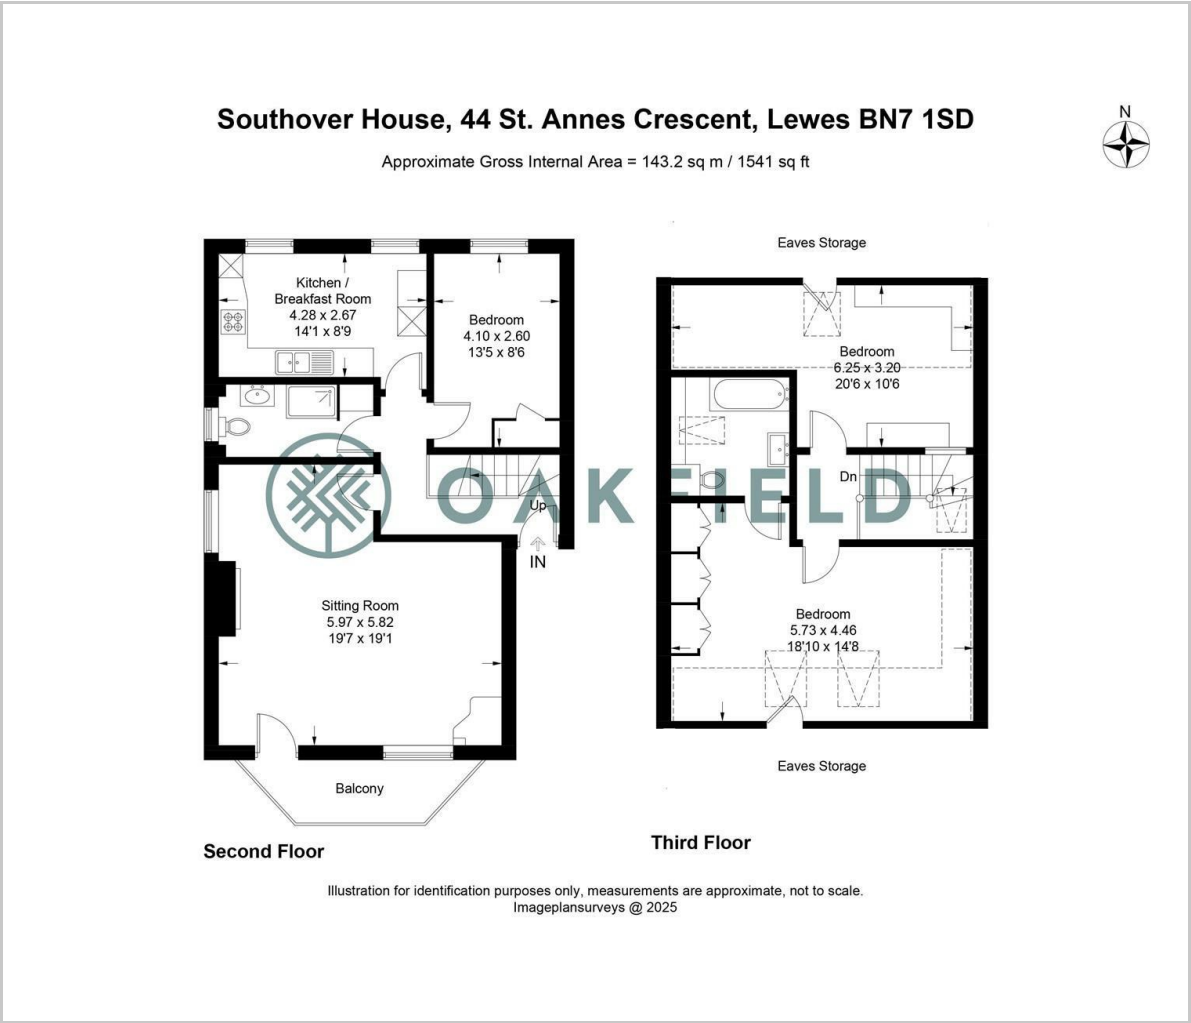 Southover House, 44 St. Annes Crescent, Lewes BN7 1SD
Approximate Gross Internal Area = 143.2 sq m / 1541 sq ft
N
Kitchen /
Breakfast Room
4.28 x 2.67
14'1 x 8'9
Bedroom
4.10 x 2.60
13'5 x 8'6
Up
IN
Sitting Room
5.97 x 5.82
19'7 x 19'1
Balcony
Second Floor
Eaves Storage
Bedroom
6.25 x 3.20
20'6 x 10'6
Dn
OAKFIELD
Bedroom
5.73 x 4.46
18'10 x 14'8
Eaves Storage
Third Floor
Illustration for identification purposes only, measurements are approximate, not to scale.
Imageplansurveys @ 2025